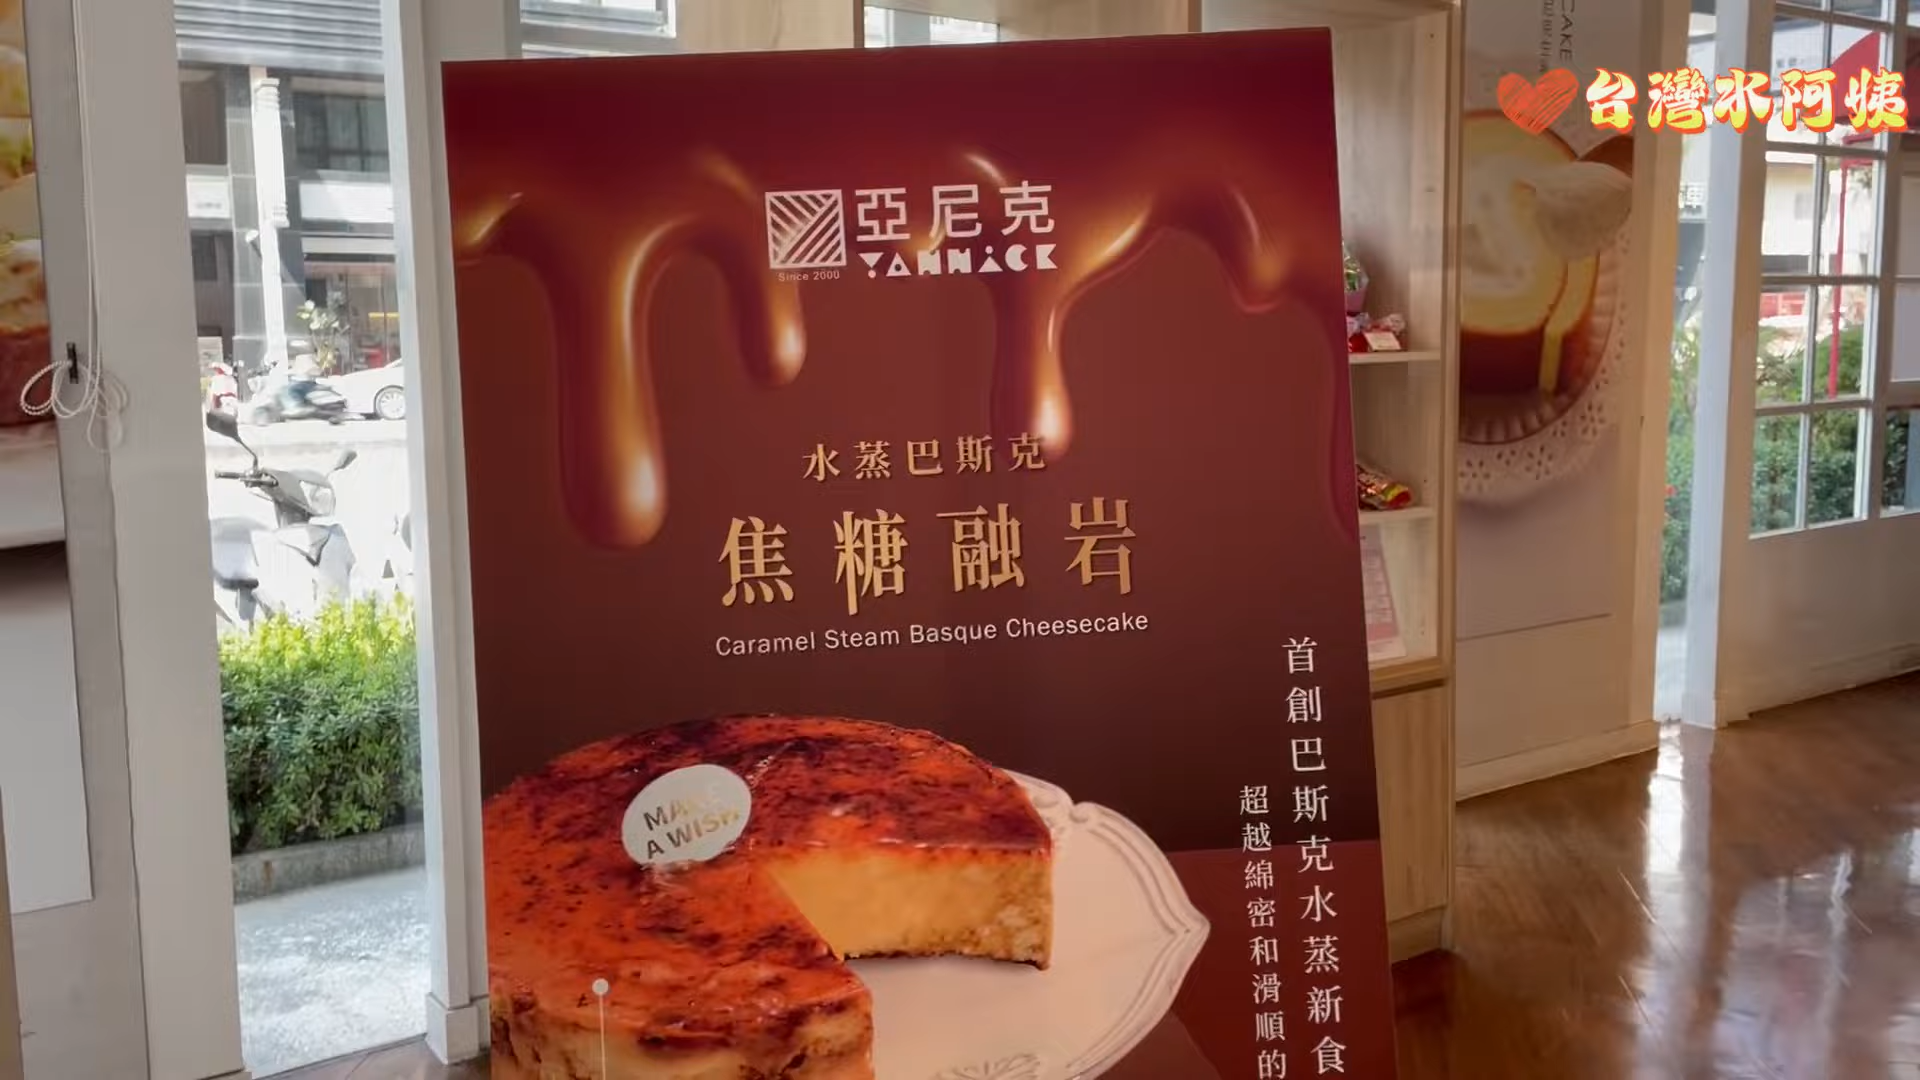 台灣水阿姨
CAKE
亞尼克
YANNICK
Since 2000
水蒸巴斯克
焦糖融岩
Caramel Steam Basque Cheesecake
首創巴斯克水蒸新食
超越綿密和滑順的
MAKE
A WISH